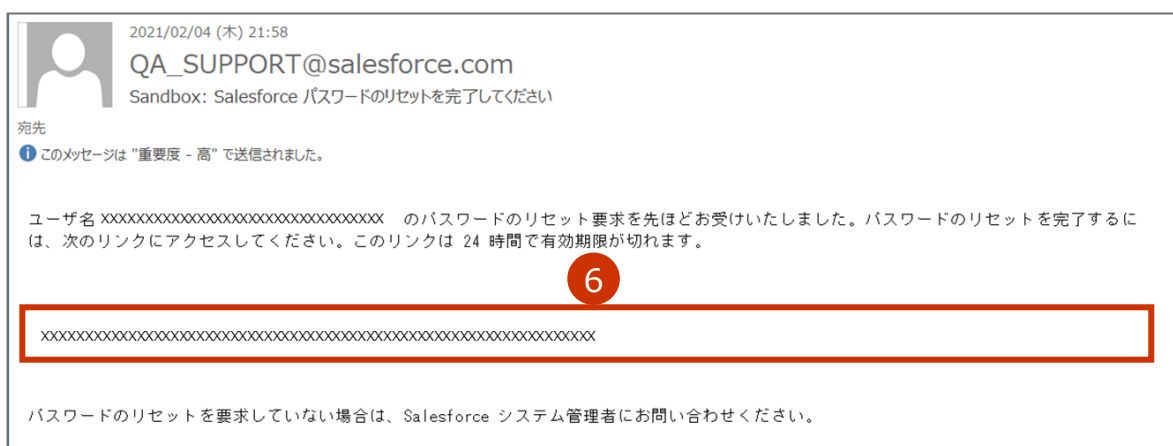 2021/02/04 (木) 21:58
QA_SUPPORT@salesforce.com
Sandbox: Salesforce パスワードのリセットを完了してください
宛先
このメッセージは "重要度 - 高" で送信されました。
ユーザ名 XXXXXXXXXXXXXXXXXXXXXXXXXXXXXXXX のパスワードのリセット要求を先ほどお受けいたしました。パスワードのリセットを完了するに
は、次のリンクにアクセスしてください。このリンクは 24 時間で有効期限が切れます。
6
XXXXXXXXXXXXXXXXXXXXXXXXXXXXXXXXXXXXXXXXXXXXXXXXXXXXXXXXXXXXXXX
パスワードのリセットを要求していない場合は、Salesforce システム管理者にお問い合わせください。